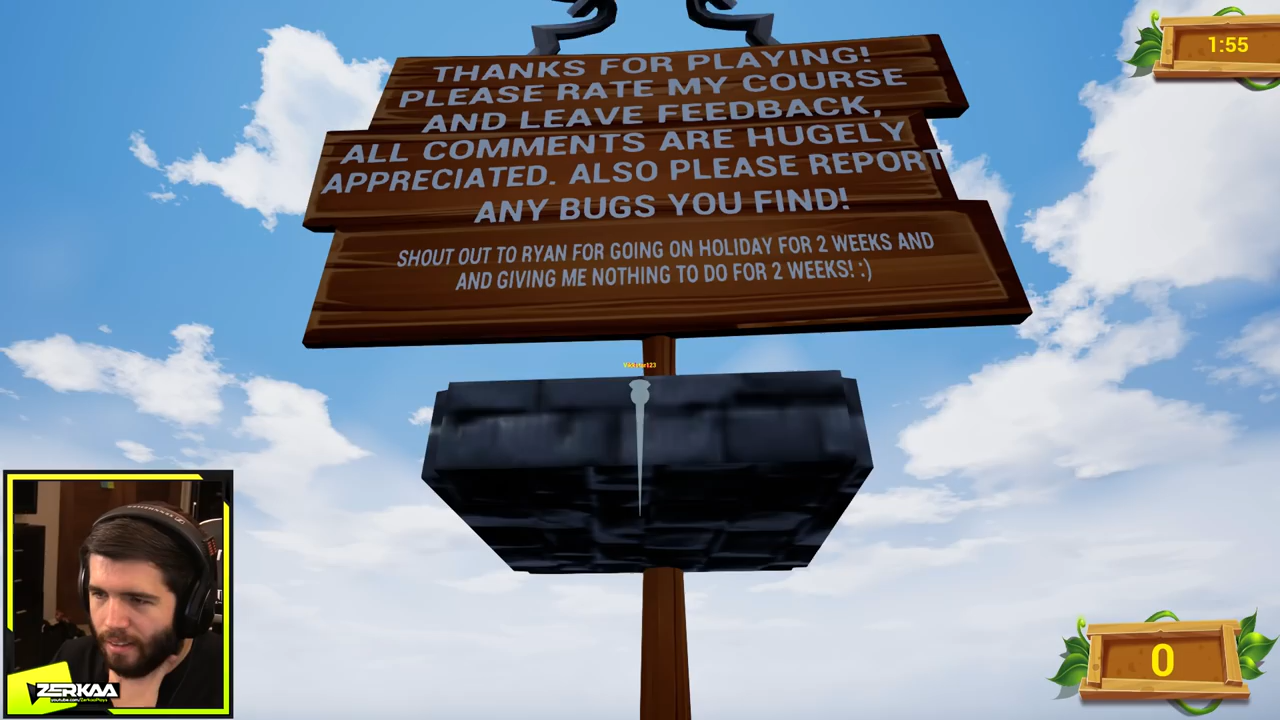 1:55
THANKS FOR PLAYING!
PLEASE RATE MY COURSE
AND LEAVE FEEDBACK,
ALL COMMENTS ARE HUGELY
APPRECIATED. ALSO PLEASE REPORT
ANY BUGS YOU FIND!
SHOUT OUT TO RYAN FOR GOING ON HOLIDAY FOR 2 WEEKS AND
AND GIVING ME NOTHING TO DO FOR 2 WEEKS! :)
0
ZERKAA